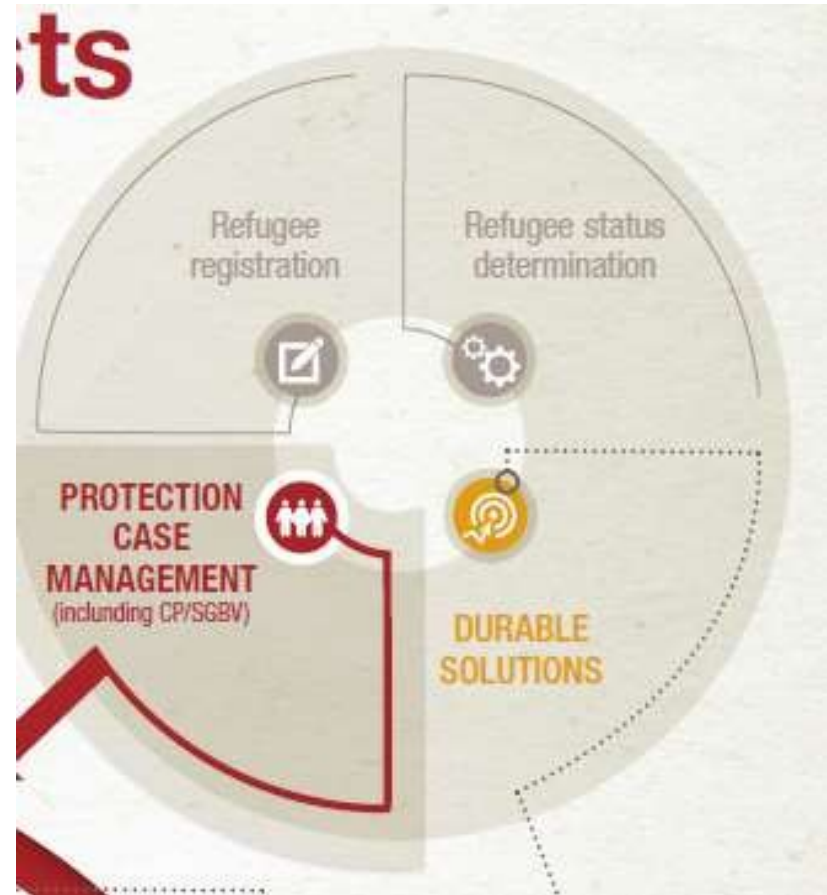 sts
Refugee
registration
Refugee status
determination
PROTECTION
CASE
MANAGEMENT
(inclunding CP/SGBV)
DURABLE
SOLUTIONS